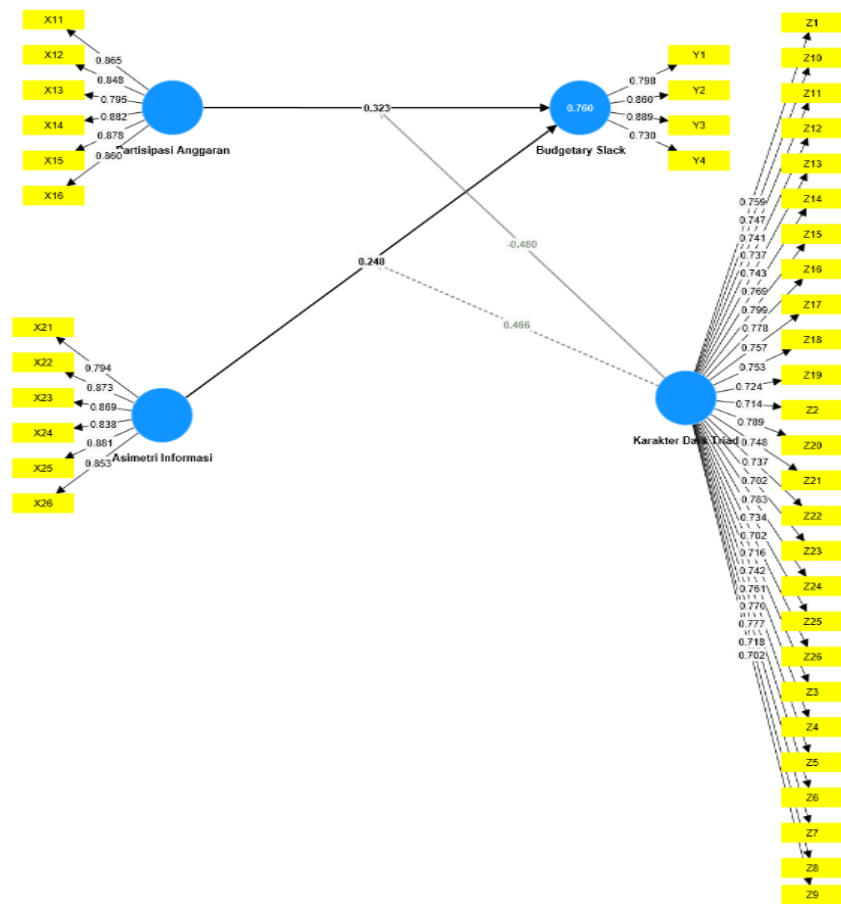 X11
X12
X13
X14
X15
X16
0.865
0.848
0.795
0.882
0.878
0.860
Partisipasi Anggaran
0.323
0.760
Budgetary Slack
0.798
0.860
0.889
0.730
Y1
Y2
Y3
Y4
0.248
-0.480
0.466
X21
X22
X23
X24
X25
X26
0.794
0.873
0.869
0.838
0.881
0.853
Asimetri Informasi
Karakter Dark Triad
0.759
0.747
0.741
0.737
0.743
0.769
0.799
0.778
0.757
0.753
0.724
0.714
0.789
0.748
0.737
0.702
0.783
0.734
0.702
0.716
0.742
0.761
0.770
0.777
0.718
0.702
Z1
Z10
Z11
Z12
Z13
Z14
Z15
Z16
Z17
Z18
Z19
Z2
Z20
Z21
Z22
Z23
Z24
Z25
Z26
Z3
Z4
Z5
Z6
Z7
Z8
Z9